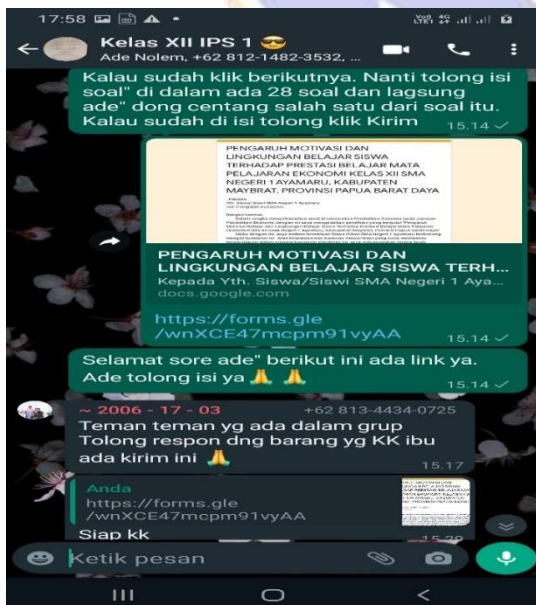 17:58
Kelas XII IPS 1
Ade Nolem, +62 812-1482-3532, ...
Kalau sudah klik berikutnya. Nanti tolong isi
soal" di dalam ada 28 soal dan lagsung
ade" dong centang salah satu dari soal itu.
Kalau sudah di isi tolong klik Kirim 15.14
PENGARUH MOTIVASI DAN
LINGKUNGAN BELAJAR SISWA
TERHADAP PRESTASI BELAJAR MATA
PELAJARAN EKONOMI KELAS XII SMA
NEGERI 1 AYAMARU, KABUPATEN
MAYBRAT, PROVINSI PAPUA BARAT DAYA
PENGARUH MOTIVASI DAN
LINGKUNGAN BELAJAR SISWA TERH...
Kepada Yth. Siswa/Siswi SMA Negeri 1 Aya...
docs.google.com
https://forms.gle
/wnXCE47mcpm91vyAA 15.14
Selamat sore ade" berikut ini ada link ya.
Ade tolong isi ya 15.14
~ 2006 - 17 - 03 +62 813-4434-0725
Teman teman yg ada dalam grup
Tolong respon dng barang yg KK ibu
ada kirim ini 15.17
Anda
https://forms.gle
/wnXCE47mcpm91vyAA
Siap kk 15.20
Ketik pesan